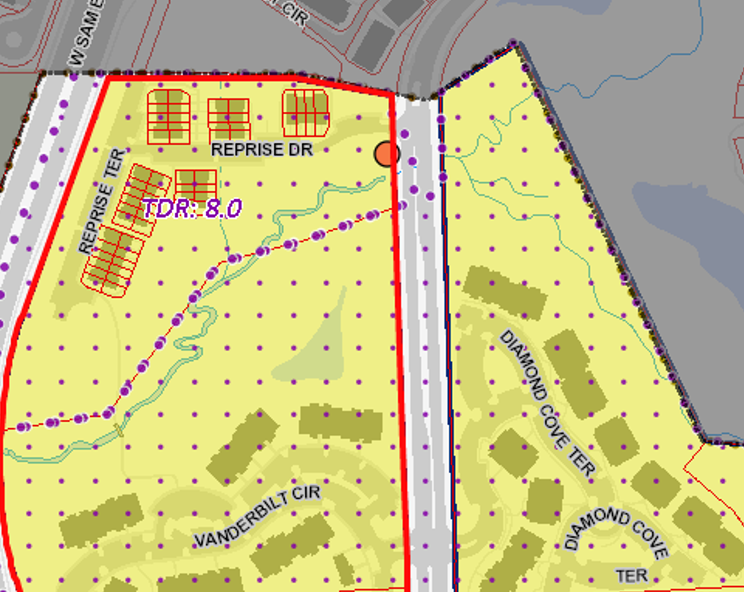 W SAM E
CIR
REPRISE DR
REPRISE TER
TDR: 8.0
DIAMOND COVE TER
VANDERBILT CIR
DIAMOND COVE
TER